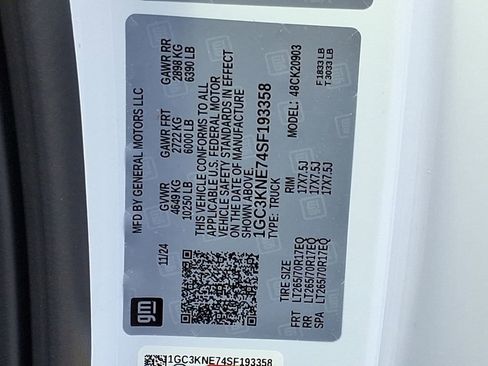 MFD BY GENERAL MOTORS LLC
11/24
GVWR
4649 KG
10250 LB
GAWR FRT
2722 KG
6000 LB
GAWR RR
2898 KG
6390 LB
THIS VEHICLE CONFORMS TO ALL
APPLICABLE U.S. FEDERAL MOTOR
VEHICLE SAFETY STANDARDS IN EFFECT
ON THE DATE OF MANUFACTURE
SHOWN ABOVE.
1GC3KNE74SF193358
TYPE: TRUCK
MODEL: 48CK20903
F1833 LB
T 3033 LB
TIRE SIZE
RIM
FRT LT265/70R17EQ 17X7.5J
RR LT265/70R17EQ 17X7.5J
SPA LT265/70R17EQ 17X7.5J
gm
1GC3KNE74SF193358